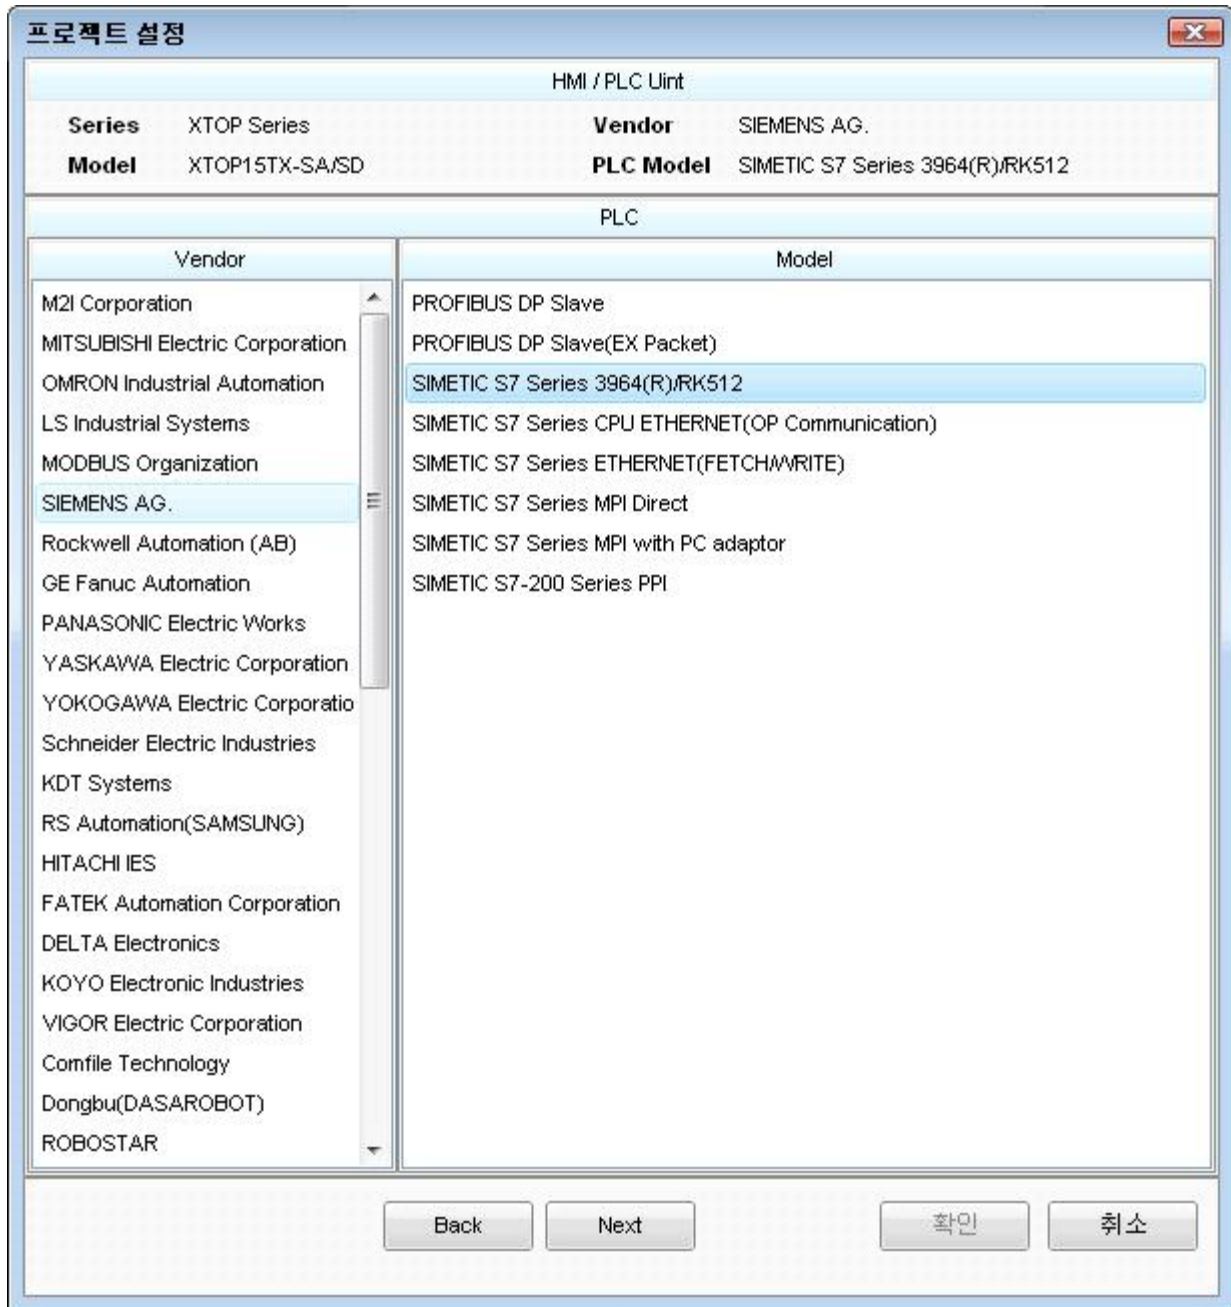 프로젝트 설정
HMI / PLC Uint
Series XTOP Series Vendor SIEMENS AG.
Model XTOP15TX-SA/SD PLC Model SIMETIC S7 Series 3964(R)/RK512
PLC
Vendor
M2I Corporation
MITSUBISHI Electric Corporation
OMRON Industrial Automation
LS Industrial Systems
MODBUS Organization
SIEMENS AG.
Rockwell Automation (AB)
GE Fanuc Automation
PANASONIC Electric Works
YASKAWA Electric Corporation
YOKOGAWA Electric Corporatio
Schneider Electric Industries
KDT Systems
RS Automation(SAMSUNG)
HITACHI IES
FATEK Automation Corporation
DELTA Electronics
KOYO Electronic Industries
VIGOR Electric Corporation
Comfile Technology
Dongbu(DASAROBOT)
ROBOSTAR
Model
PROFIBUS DP Slave
PROFIBUS DP Slave(EX Packet)
SIMETIC S7 Series 3964(R)/RK512
SIMETIC S7 Series CPU ETHERNET(OP Communication)
SIMETIC S7 Series ETHERNET(FETCH/WRITE)
SIMETIC S7 Series MPI Direct
SIMETIC S7 Series MPI with PC adaptor
SIMETIC S7-200 Series PPI
Back Next 확인 취소